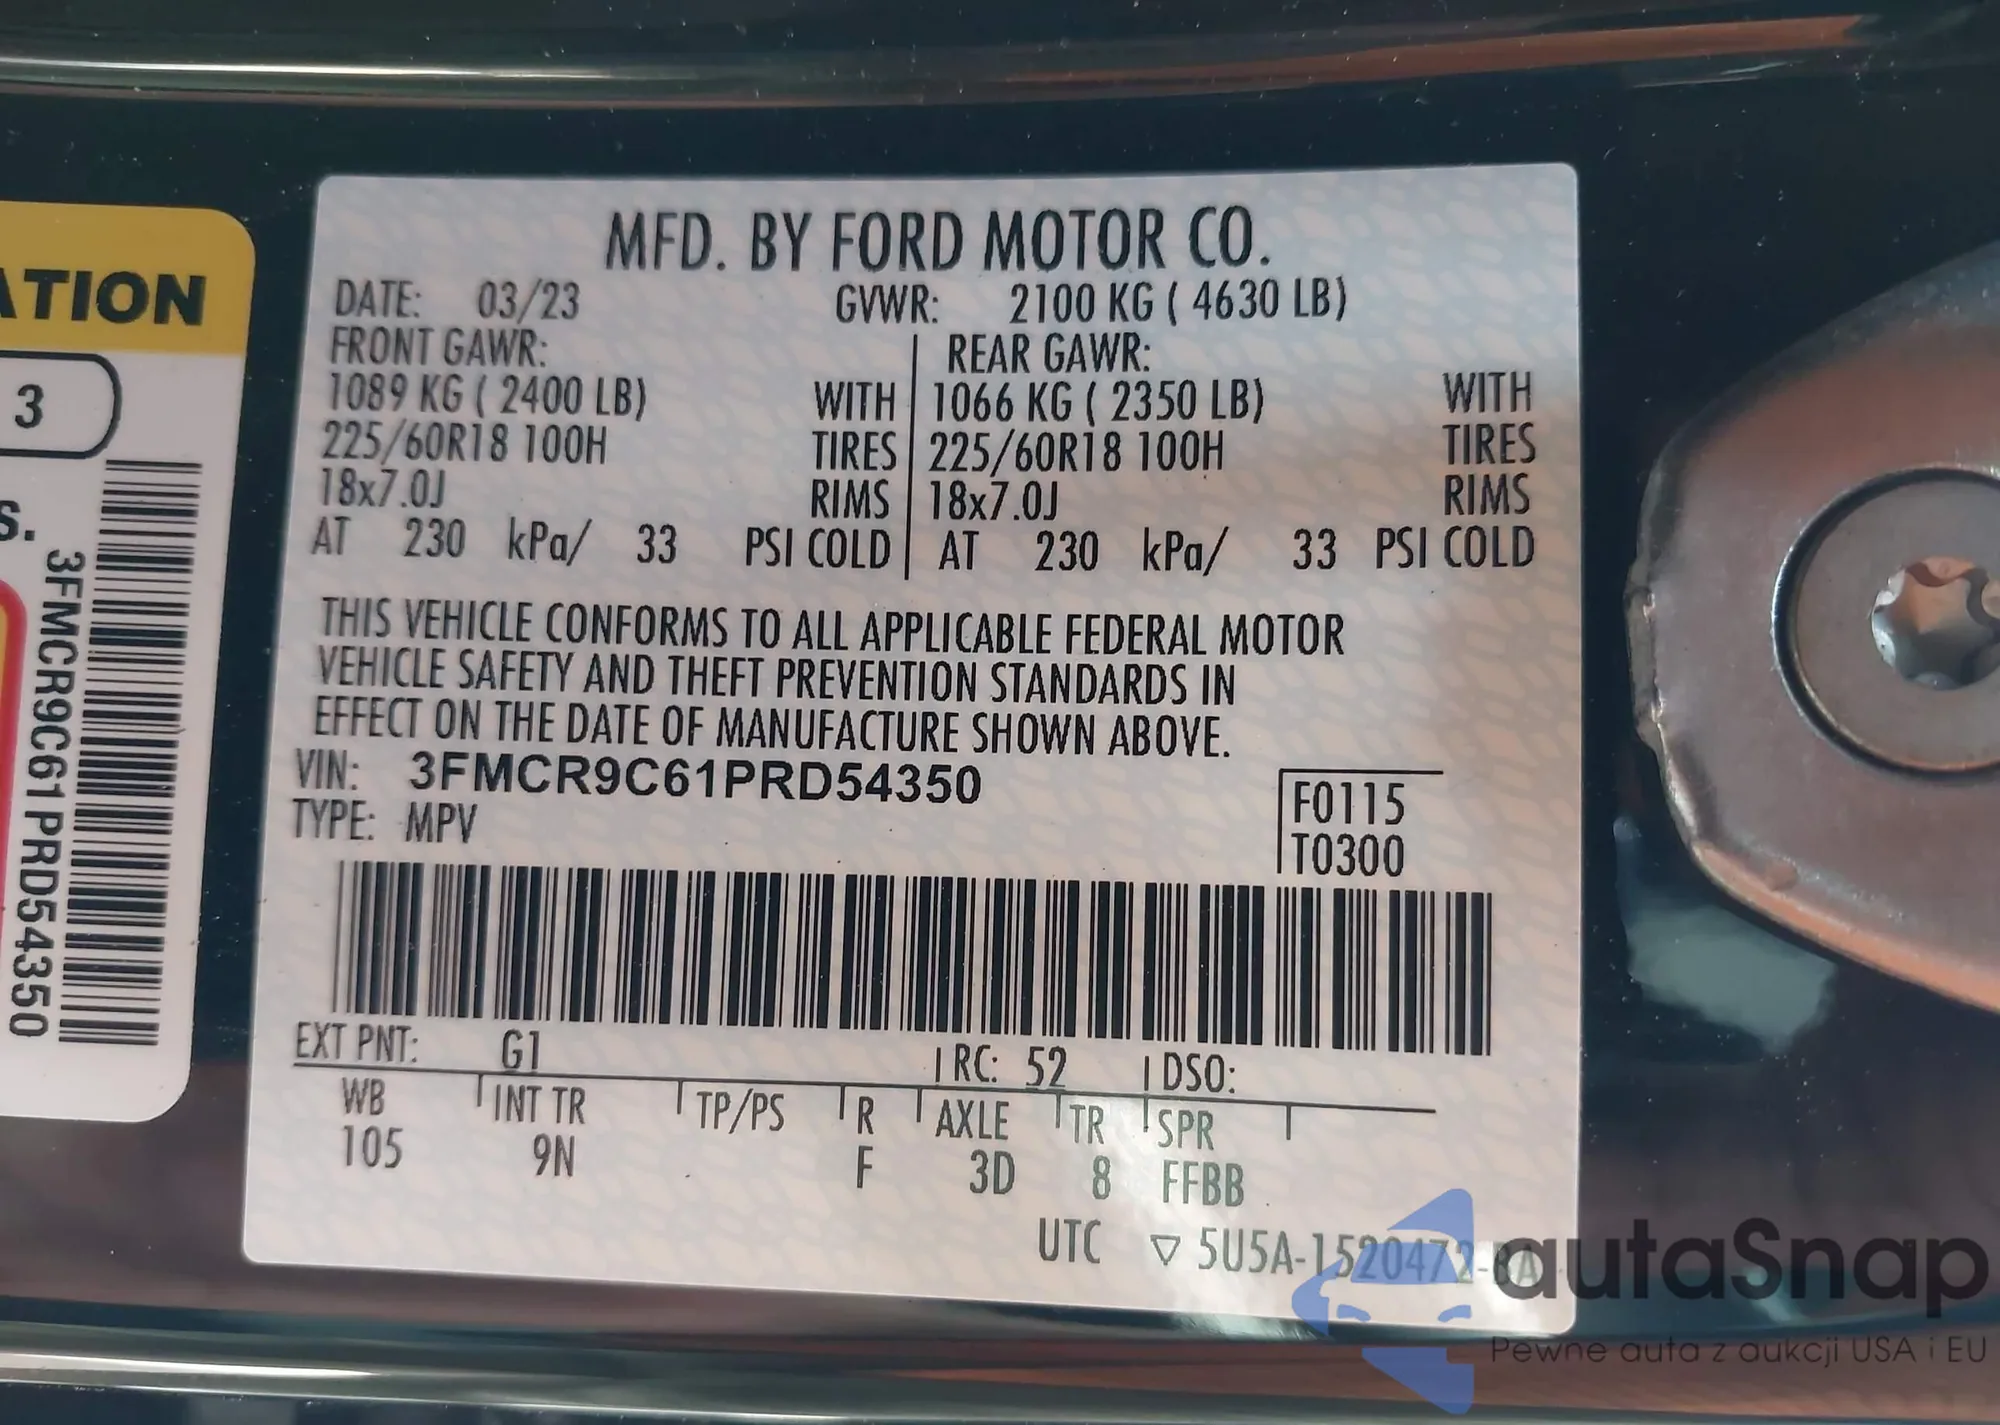 ATION
3
S.
3FMCR9C61PRD54350
MFD. BY FORD MOTOR CO.
DATE: 03/23 GVWR: 2100 KG ( 4630 LB)
FRONT GAWR: REAR GAWR:
1089 KG ( 2400 LB) WITH 1066 KG ( 2350 LB) WITH
225/60R18 100H TIRES 225/60R18 100H TIRES
18x7.0J RIMS 18x7.0J RIMS
AT 230 kPa/ 33 PSI COLD AT 230 kPa/ 33 PSI COLD
THIS VEHICLE CONFORMS TO ALL APPLICABLE FEDERAL MOTOR
VEHICLE SAFETY AND THEFT PREVENTION STANDARDS IN
EFFECT ON THE DATE OF MANUFACTURE SHOWN ABOVE.
VIN: 3FMCR9C61PRD54350
TYPE: MPV
F0115
T0300
EXT PNT: G1 RC: 52 DSO:
WB INT TR TP/PS R AXLE TR SPR
105 9N F 3D 8 FFBB
UTC ▽ 5U5A-1520472-BA
autaSnap
Pewne auta z aukcji USA i EU